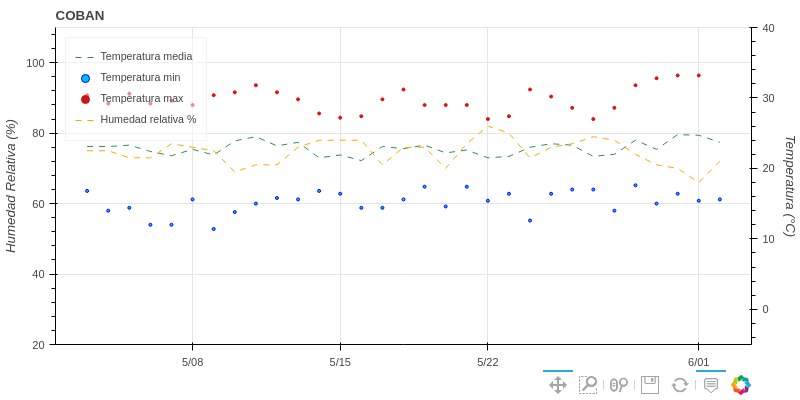 COBAN
Temperatura media
Temperatura min
Temperatura max
Humedad relativa %
Humedad Relativa (%)
100
80
60
40
20
Temperatura (°C)
40
30
20
10
0
5/08
5/15
5/22
6/01